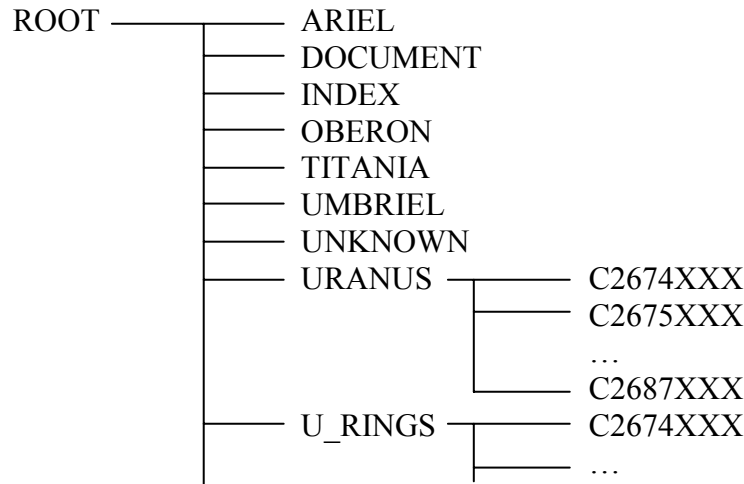 ROOT ARIEL
DOCUMENT
INDEX
OBERON
TITANIA
UMBRIEL
UNKNOWN
URANUS C2674XXX
C2675XXX
…
C2687XXX
U_RINGS C2674XXX
…